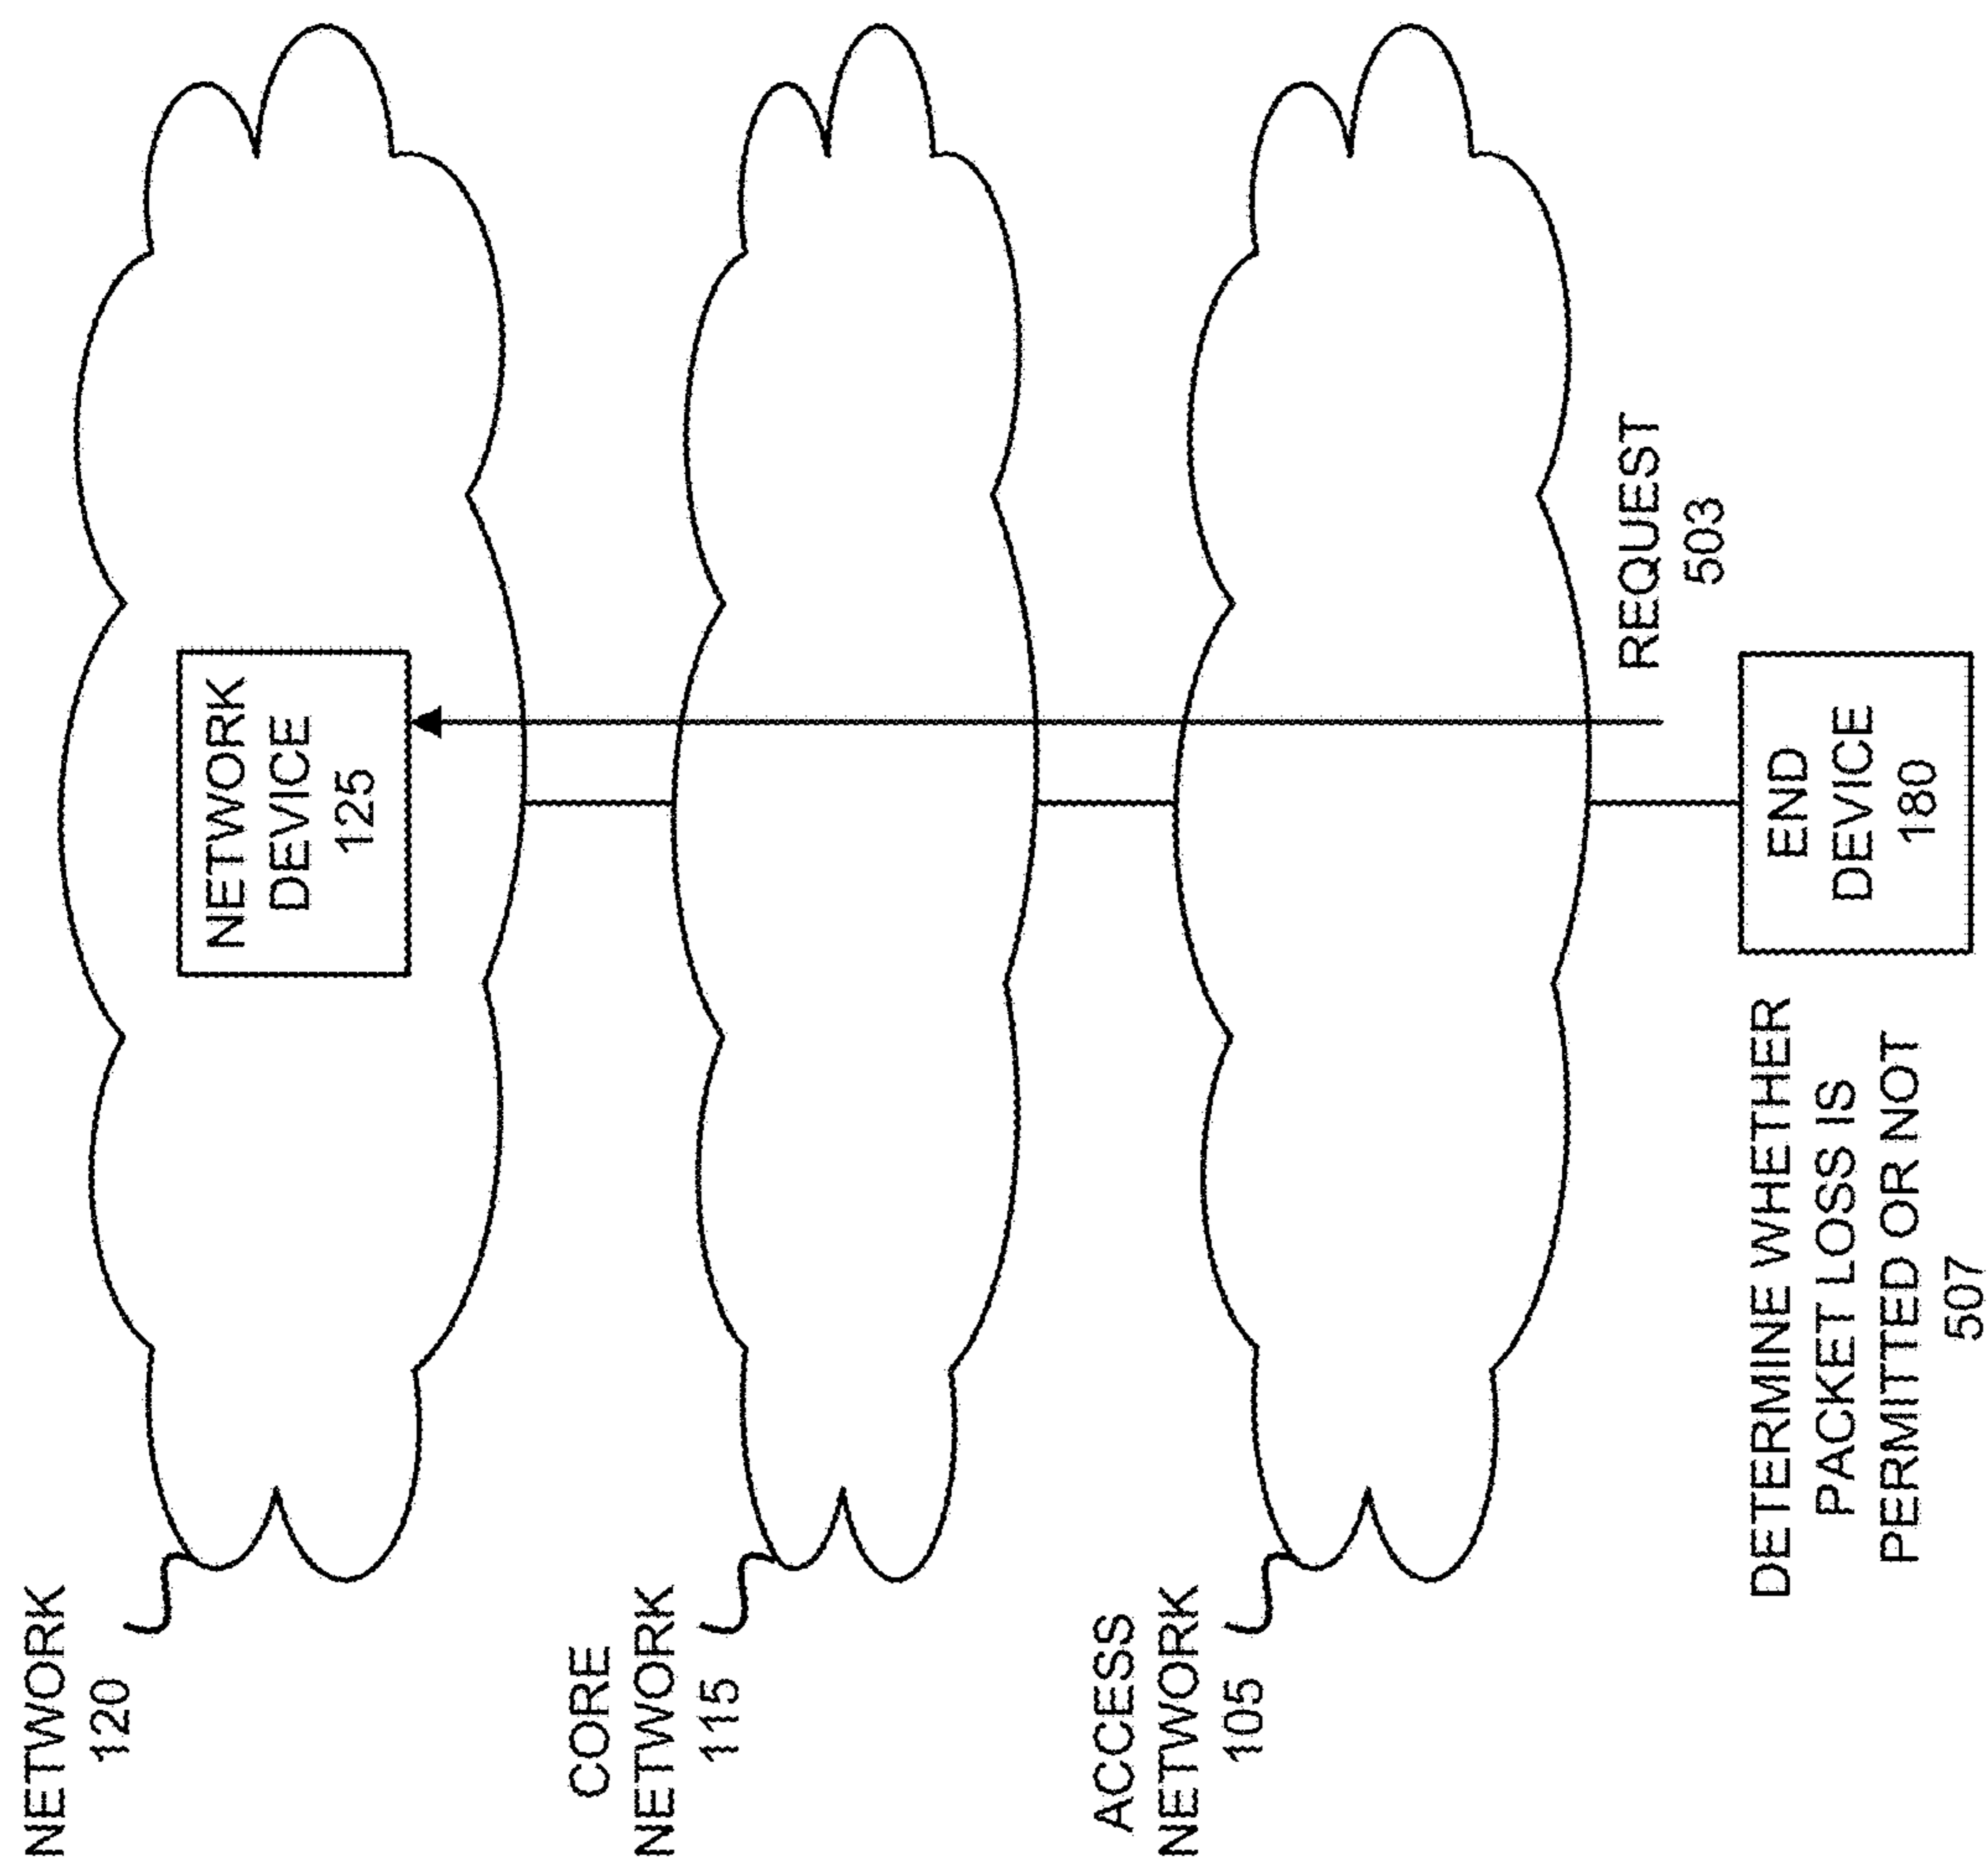 NETWORK
120
NETWORK
DEVICE
125
CORE
NETWORK
115
ACCESS
NETWORK
105
REQUEST
503
END
DEVICE
180
DETERMINE WHETHER
PACKET LOSS IS
PERMITTED OR NOT
507